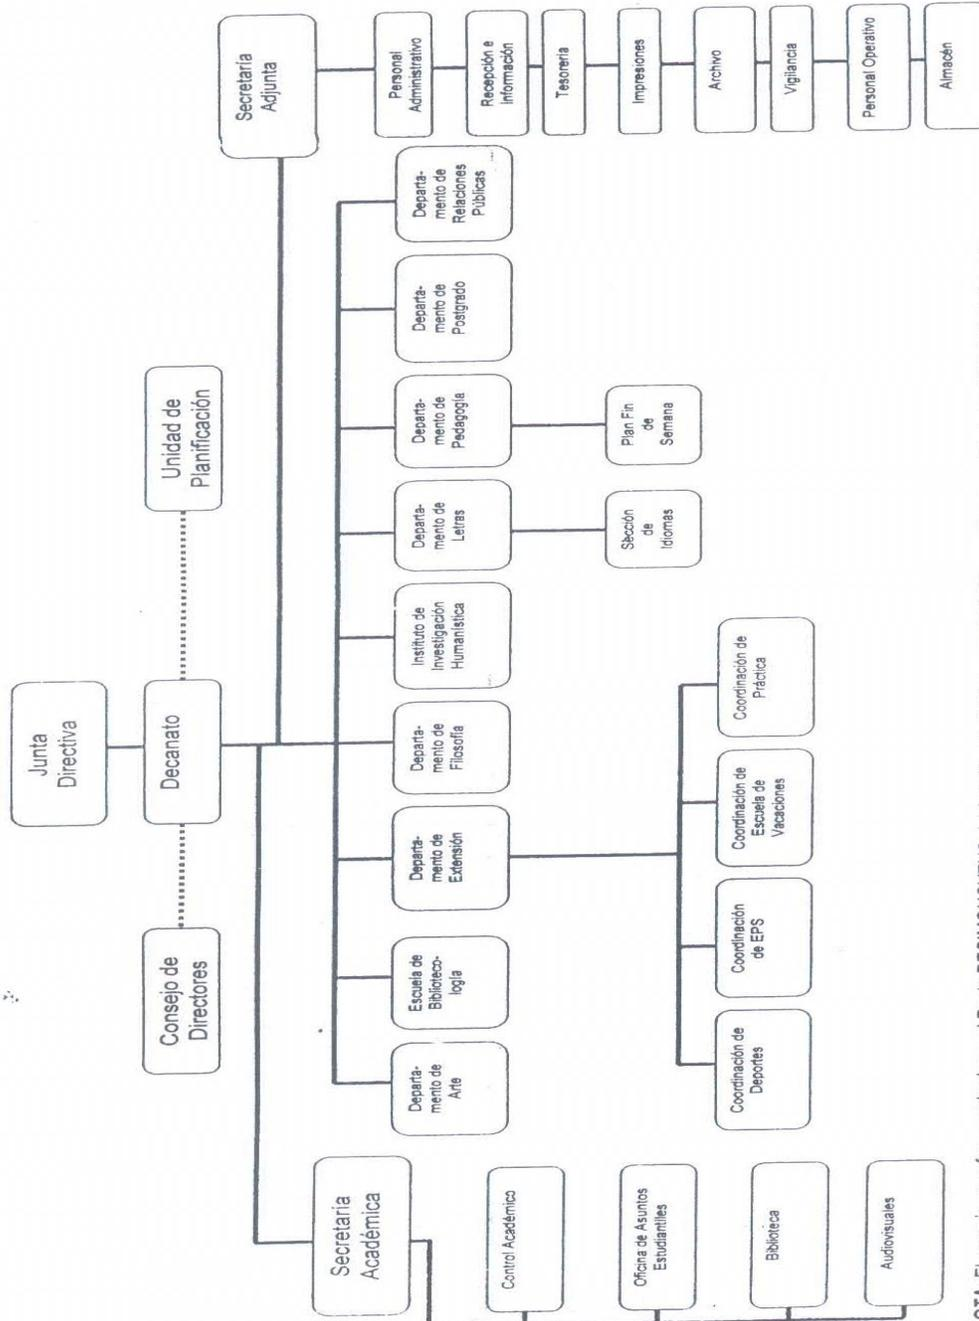 Junta
Directiva
Consejo de
Directores
Decanato
Unidad de
Planificación
Secretaria
Adjunta
Secretaria
Académica
Departa-
mento de
Arte
Escuela de
Biblioteco-
logía
Departa-
mento de
Extensión
Departa-
mento de
Filosofía
Instituto de
Investigación
Humanística
Departa-
mento de
Letras
Departa-
mento de
Pedagogía
Departa-
mento de
Postgrado
Departa-
mento de
Relaciones
Públicas
Personal
Administrativo
Recepción e
Información
Tesorería
Impresiones
Archivo
Vigilancia
Personal Operativo
Almacén
Sección
de
Idiomas
Plan Fin
de
Semana
Coordinación de
Deportes
Coordinación
de EPS
Coordinación de
Escuela de
Vacaciones
Coordinación de
Práctica
Control Académico
Oficina de Asuntos
Estudiantiles
Biblioteca
Audiovisuales